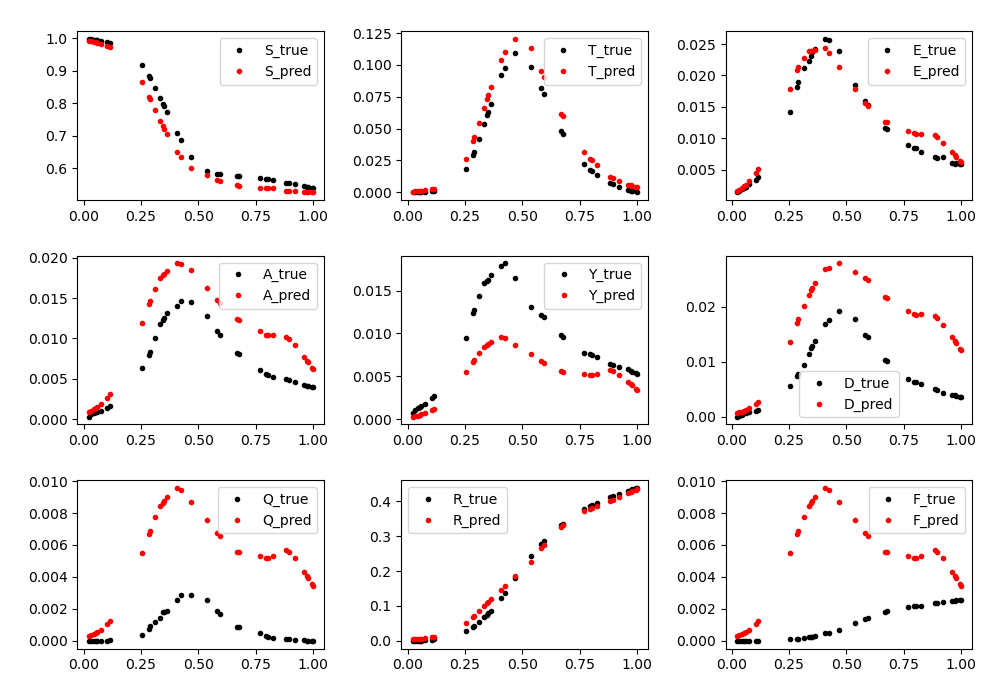 1.0
0.9
0.8
0.7
0.6
S_true
S_pred
0.00 0.25 0.50 0.75 1.00
0.125
0.100
0.075
0.050
0.025
0.000
T_true
T_pred
0.00 0.25 0.50 0.75 1.00
0.025
0.020
0.015
0.010
0.005
E_true
E_pred
0.00 0.25 0.50 0.75 1.00
0.020
0.015
0.010
0.005
0.000
A_true
A_pred
0.00 0.25 0.50 0.75 1.00
0.015
0.010
0.005
0.000
Y_true
Y_pred
0.00 0.25 0.50 0.75 1.00
0.02
0.01
0.00
D_true
D_pred
0.00 0.25 0.50 0.75 1.00
0.010
0.008
0.006
0.004
0.002
0.000
Q_true
Q_pred
0.00 0.25 0.50 0.75 1.00
0.4
0.3
0.2
0.1
0.0
R_true
R_pred
0.00 0.25 0.50 0.75 1.00
0.010
0.008
0.006
0.004
0.002
0.000
F_true
F_pred
0.00 0.25 0.50 0.75 1.00